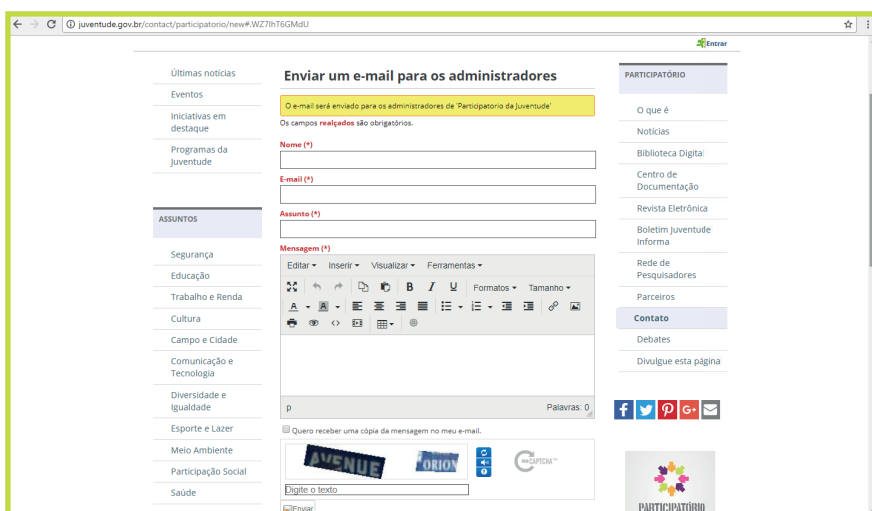 juventude.gov.br/contact/participatorio/new#.WZ7IhT6GMdU
Entrar
Últimas notícias
Eventos
Iniciativas em
destaque
Programas da
Juventude
ASSUNTOS
Segurança
Educação
Trabalho e Renda
Cultura
Campo e Cidade
Comunicação e
Tecnologia
Diversidade e
Igualdade
Esporte e Lazer
Meio Ambiente
Participação Social
Saúde
Enviar um e-mail para os administradores
O e-mail será enviado para os administradores de 'Participatorio da Juventude'
Os campos realçados são obrigatórios.
Nome (*)
E-mail (*)
Assunto (*)
Mensagem (*)
Editar Inserir Visualizar Ferramentas
B I U Formatos Tamanho
A A
p Palavras: 0
Quero receber uma cópia da mensagem no meu e-mail.
AVENUE ORION
reCAPTCHA™
Digite o texto
Enviar
PARTICIPATÓRIO
O que é
Notícias
Biblioteca Digital
Centro de
Documentação
Revista Eletrônica
Boletim Juventude
Informa
Rede de
Pesquisadores
Parceiros
Contato
Debates
Divulgue esta página
f G+
PARTICIPATÓRIO